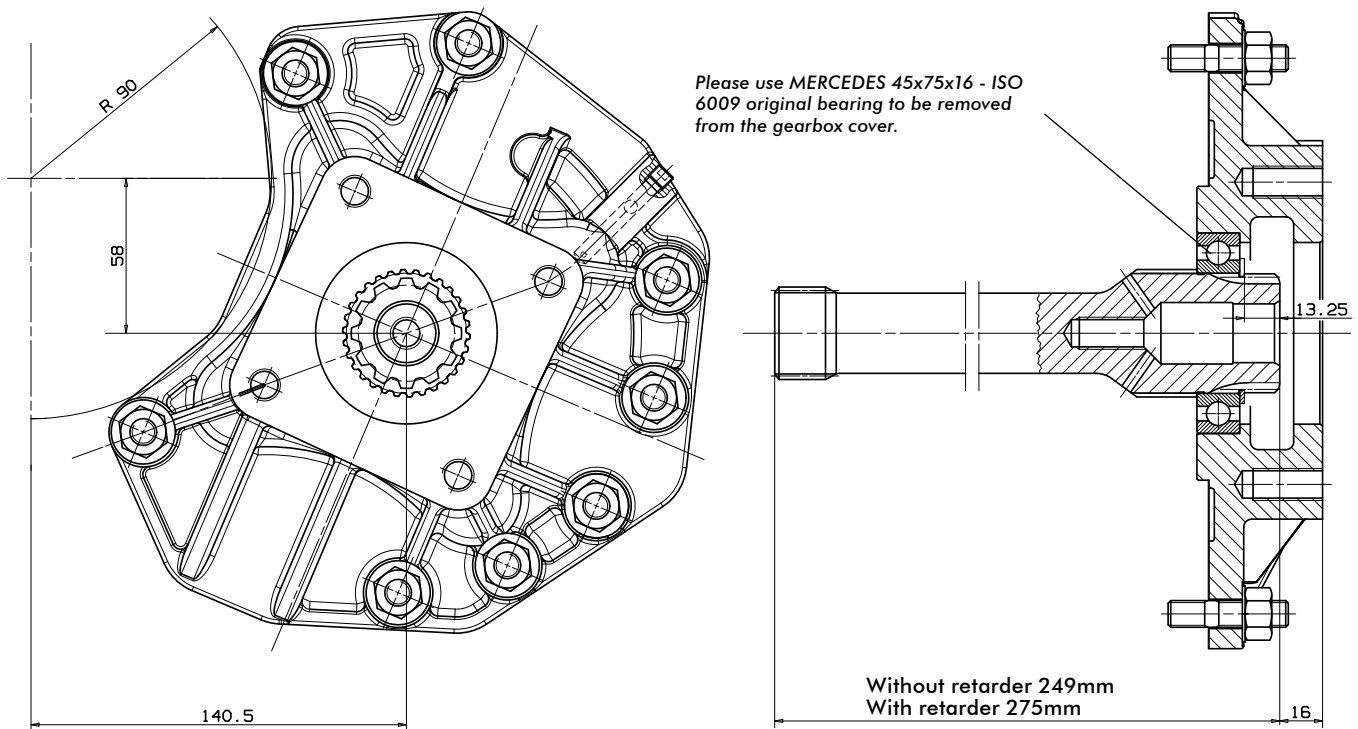 R 90
58
140.5
Please use MERCEDES 45x75x16 - ISO
6009 original bearing to be removed
from the gearbox cover.
13.25
Without retarder 249mm
With retarder 275mm
16